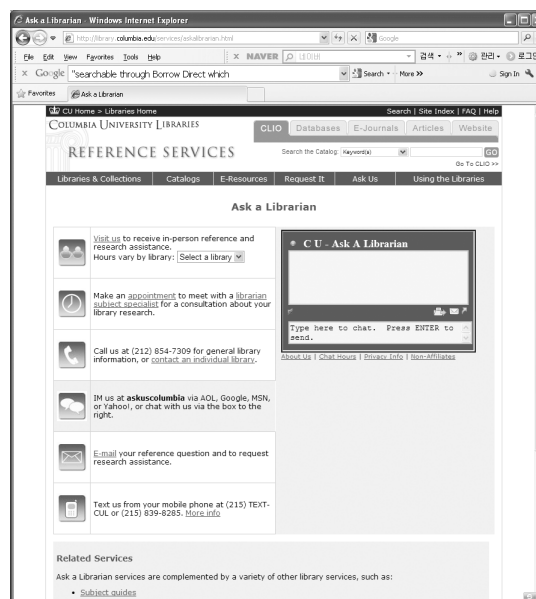 Ask a Librarian - Windows Internet Explorer
http://library.columbia.edu/services/askalibrarian.html
Google
File Edit View Favorites Tools Help
x NAVER
검색
관리
로그
x Google "searchable through Borrow Direct which
Search More >>
Sign In
Favorites Ask a Librarian
CU Home > Libraries Home
Search | Site Index | FAQ | Help
COLUMBIA UNIVERSITY LIBRARIES
CLIO Databases E-Journals Articles Website
REFERENCE SERVICES
Search the Catalog: Keyword(s) GO
Go To CLIO >>
Libraries & Collections Catalogs E-Resources Request It Ask Us Using the Libraries
Ask a Librarian
Visit us to receive in-person reference and
research assistance.
Hours vary by library: Select a library
Make an appointment to meet with a librarian
subject specialist for a consultation about your
library research.
Call us at (212) 854-7309 for general library
information, or contact an individual library.
IM us at askuscolumbia via AOL, Google, MSN,
or Yahoo!, or chat with us via the box to the
right.
E-mail your reference question and to request
research assistance.
Text us from your mobile phone at (215) TEXT-
CUL or (215) 839-8285. More info
C U - Ask A Librarian
Type here to chat. Press ENTER to
send.
About Us | Chat Hours | Privacy Info | Non-Affiliates
Related Services
Ask a Librarian services are complemented by a variety of other library services, such as:
• Subject guides